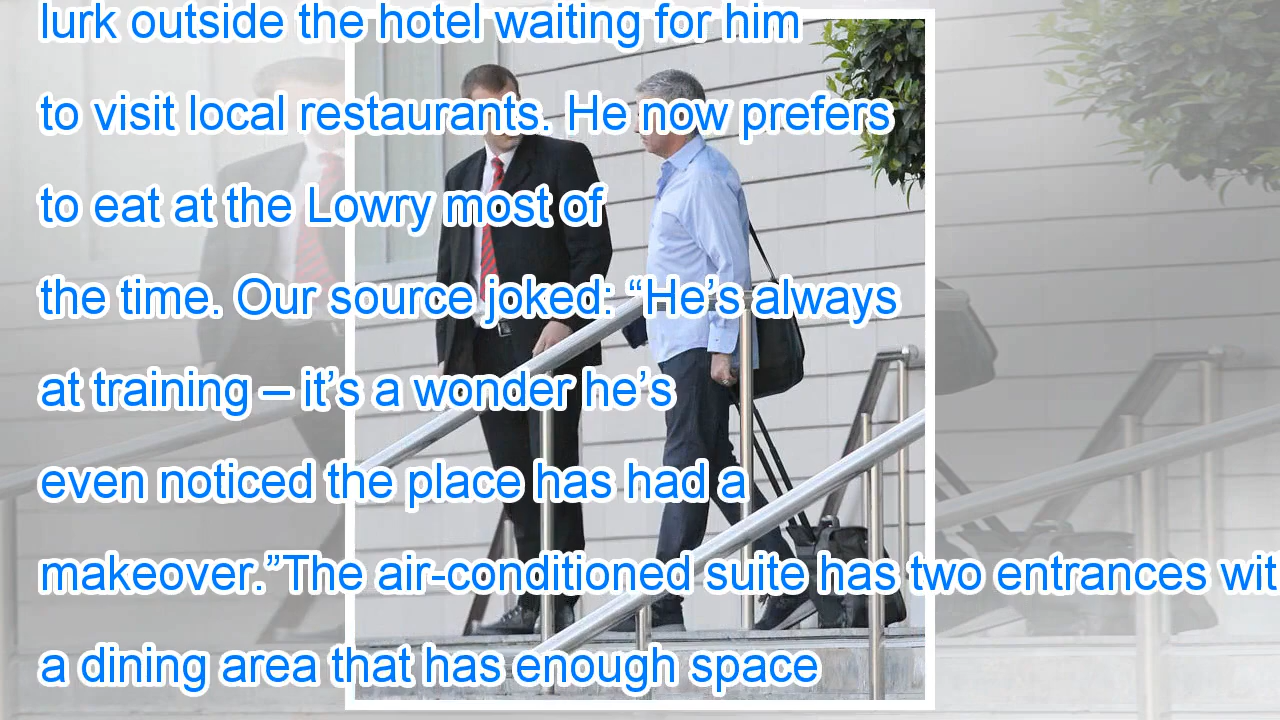 lurk outside the hotel waiting for him
to visit local restaurants. He now prefers
to eat at the Lowry most of
the time. Our source joked: “He’s always
at training – it’s a wonder he’s
even noticed the place has had a
makeover.”The air-conditioned suite has two entrances wit
a dining area that has enough space